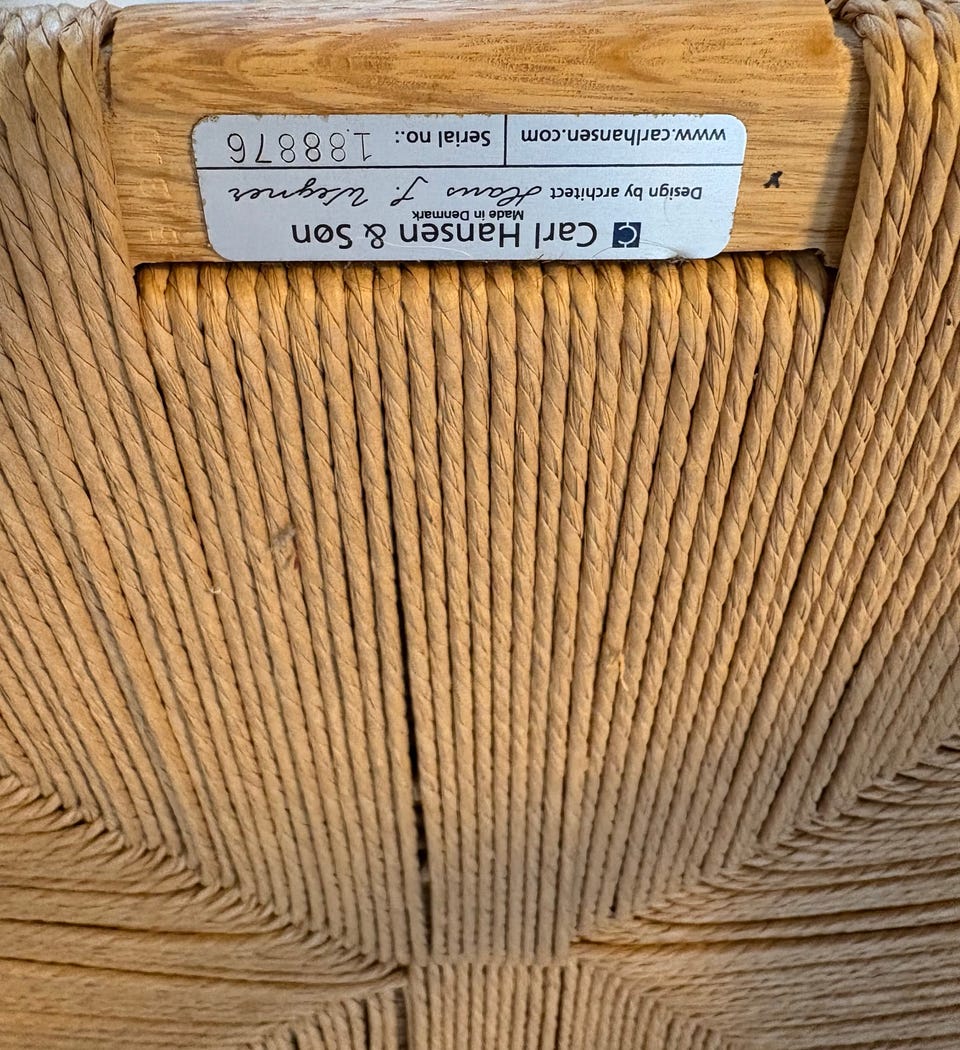 Carl Hansen & Søn
Made in Denmark
Design by architect Hans J. Wegner
www.carlhansen.com Serial no.: 188876